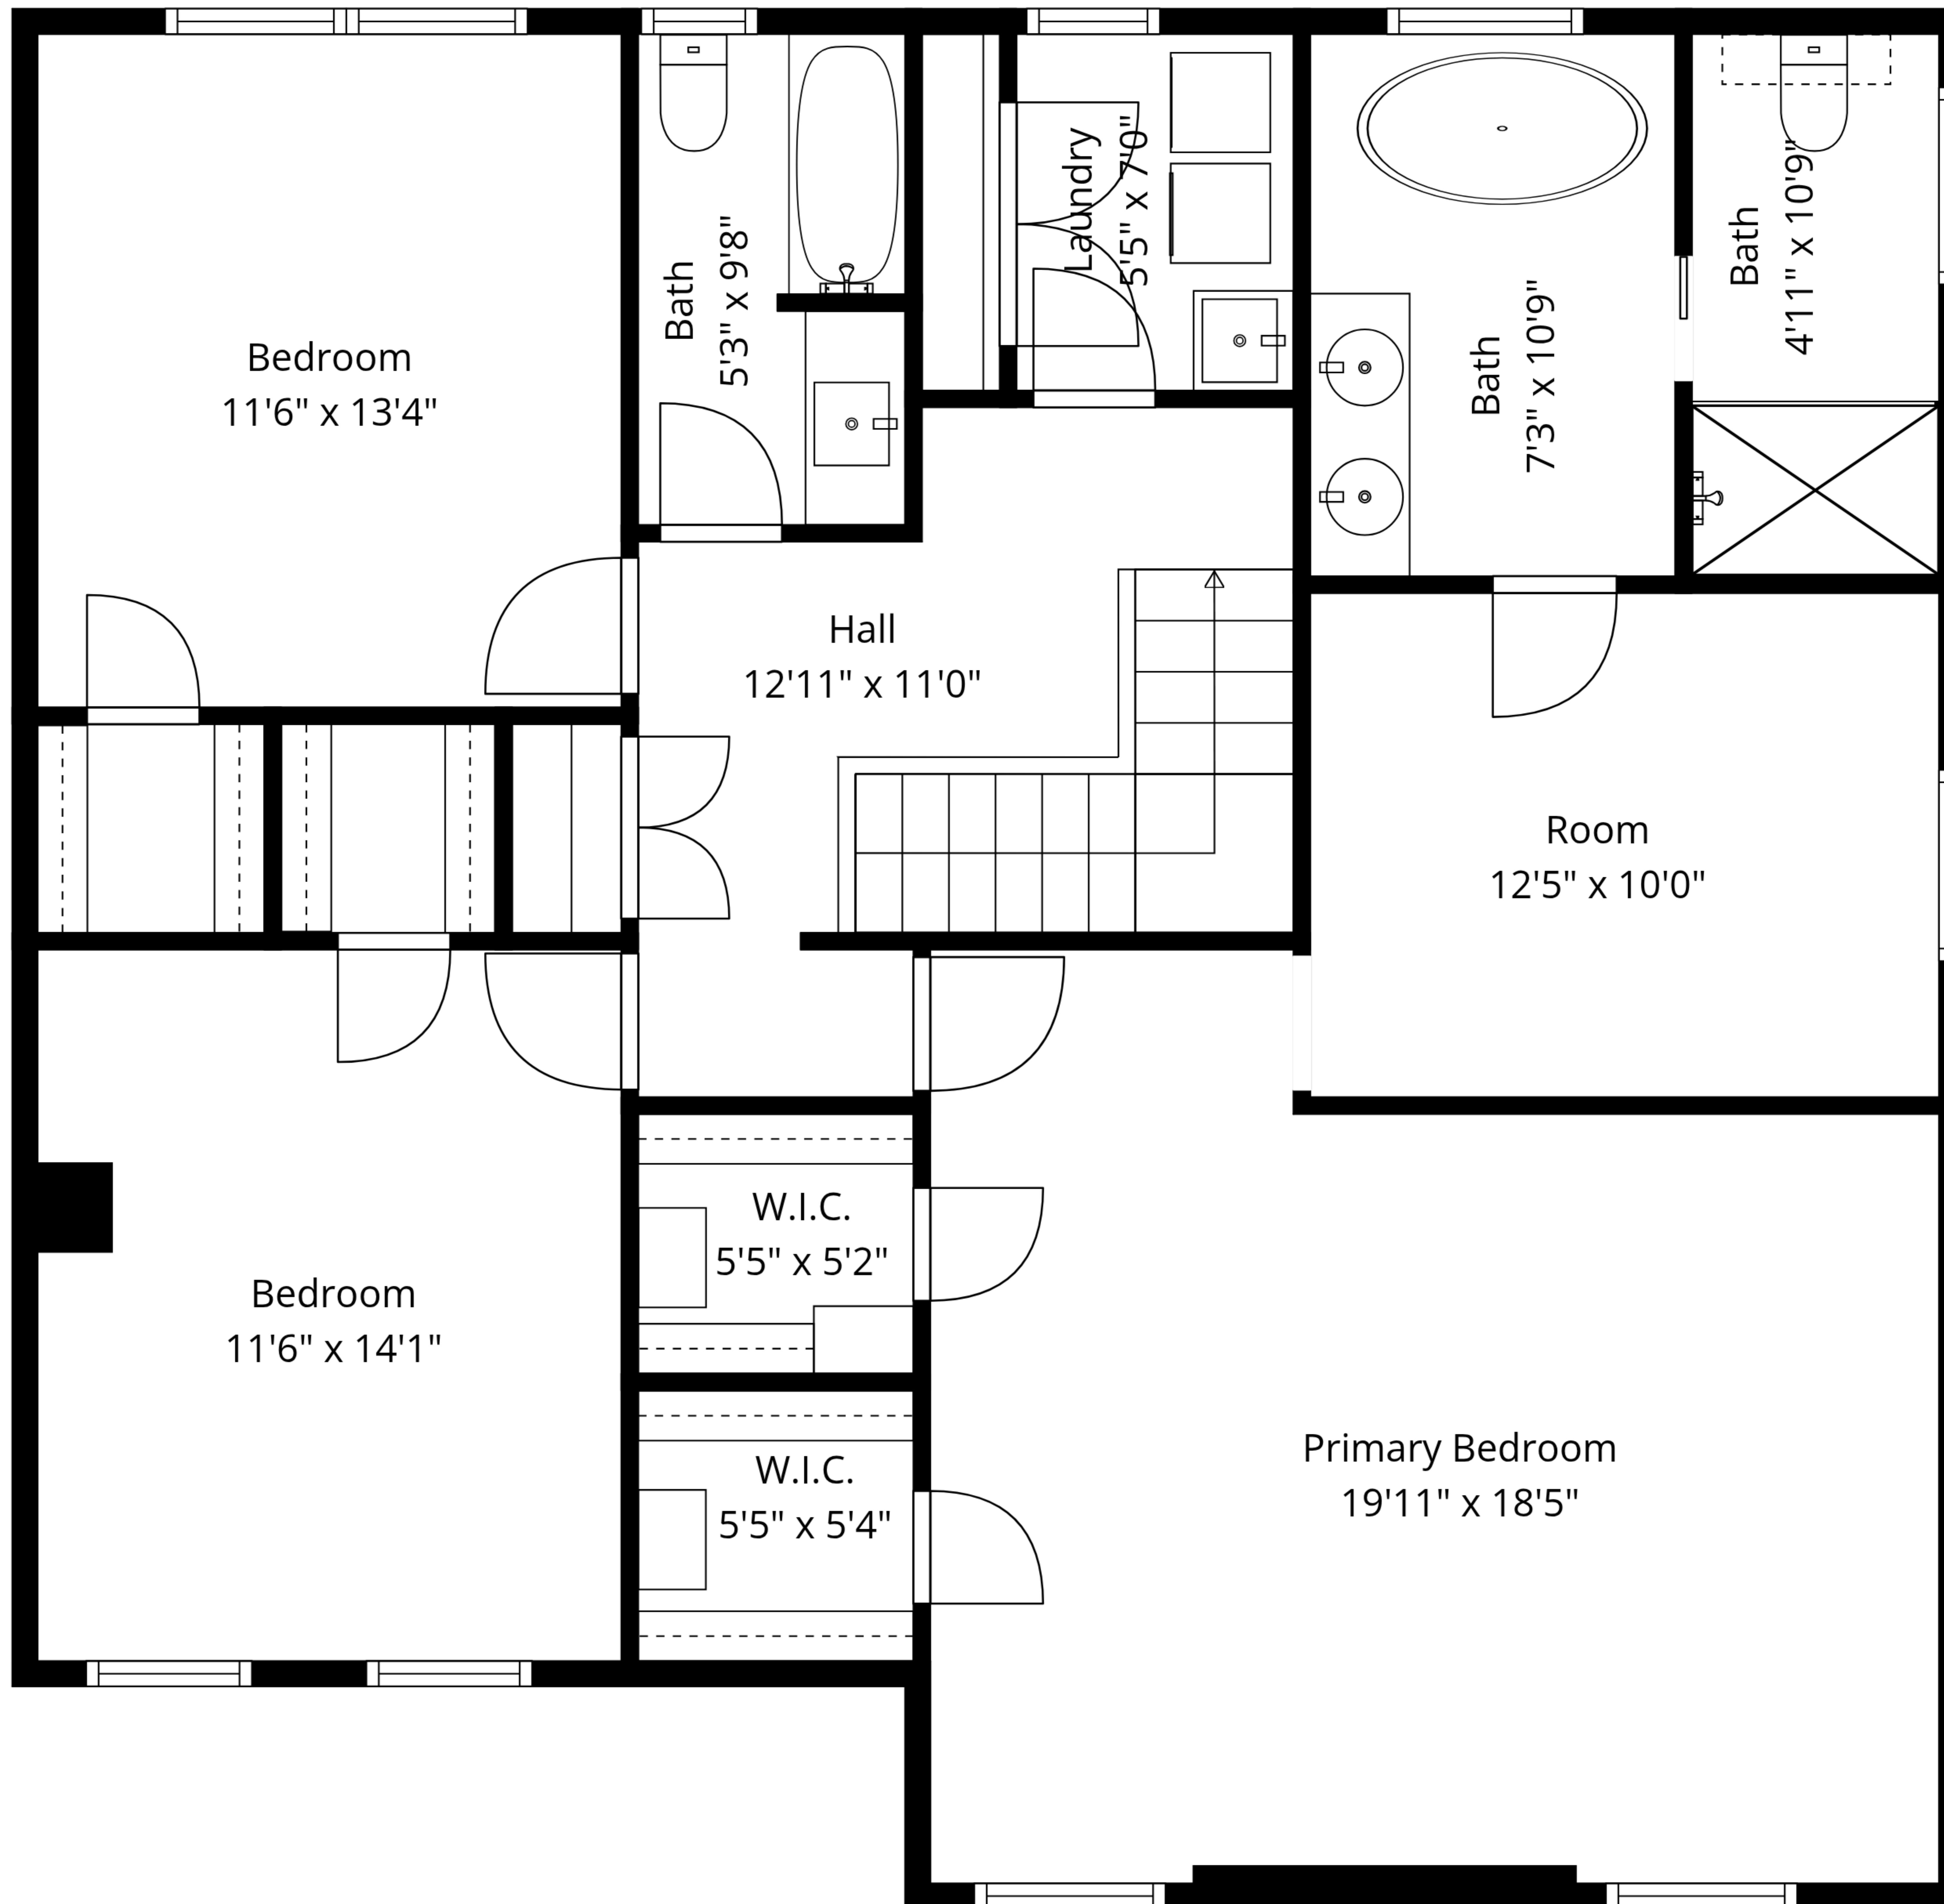 Bedroom
11'6" x 13'4"
Bath
5'3" x 9'8"
Laundry
5'5" x 7'0"
Bath
7'3" x 10'9"
Bath
4'11" x 10'9"
Hall
12'11" x 11'0"
Room
12'5" x 10'0"
Bedroom
11'6" x 14'1"
W.I.C.
5'5" x 5'2"
W.I.C.
5'5" x 5'4"
Primary Bedroom
19'11" x 18'5"